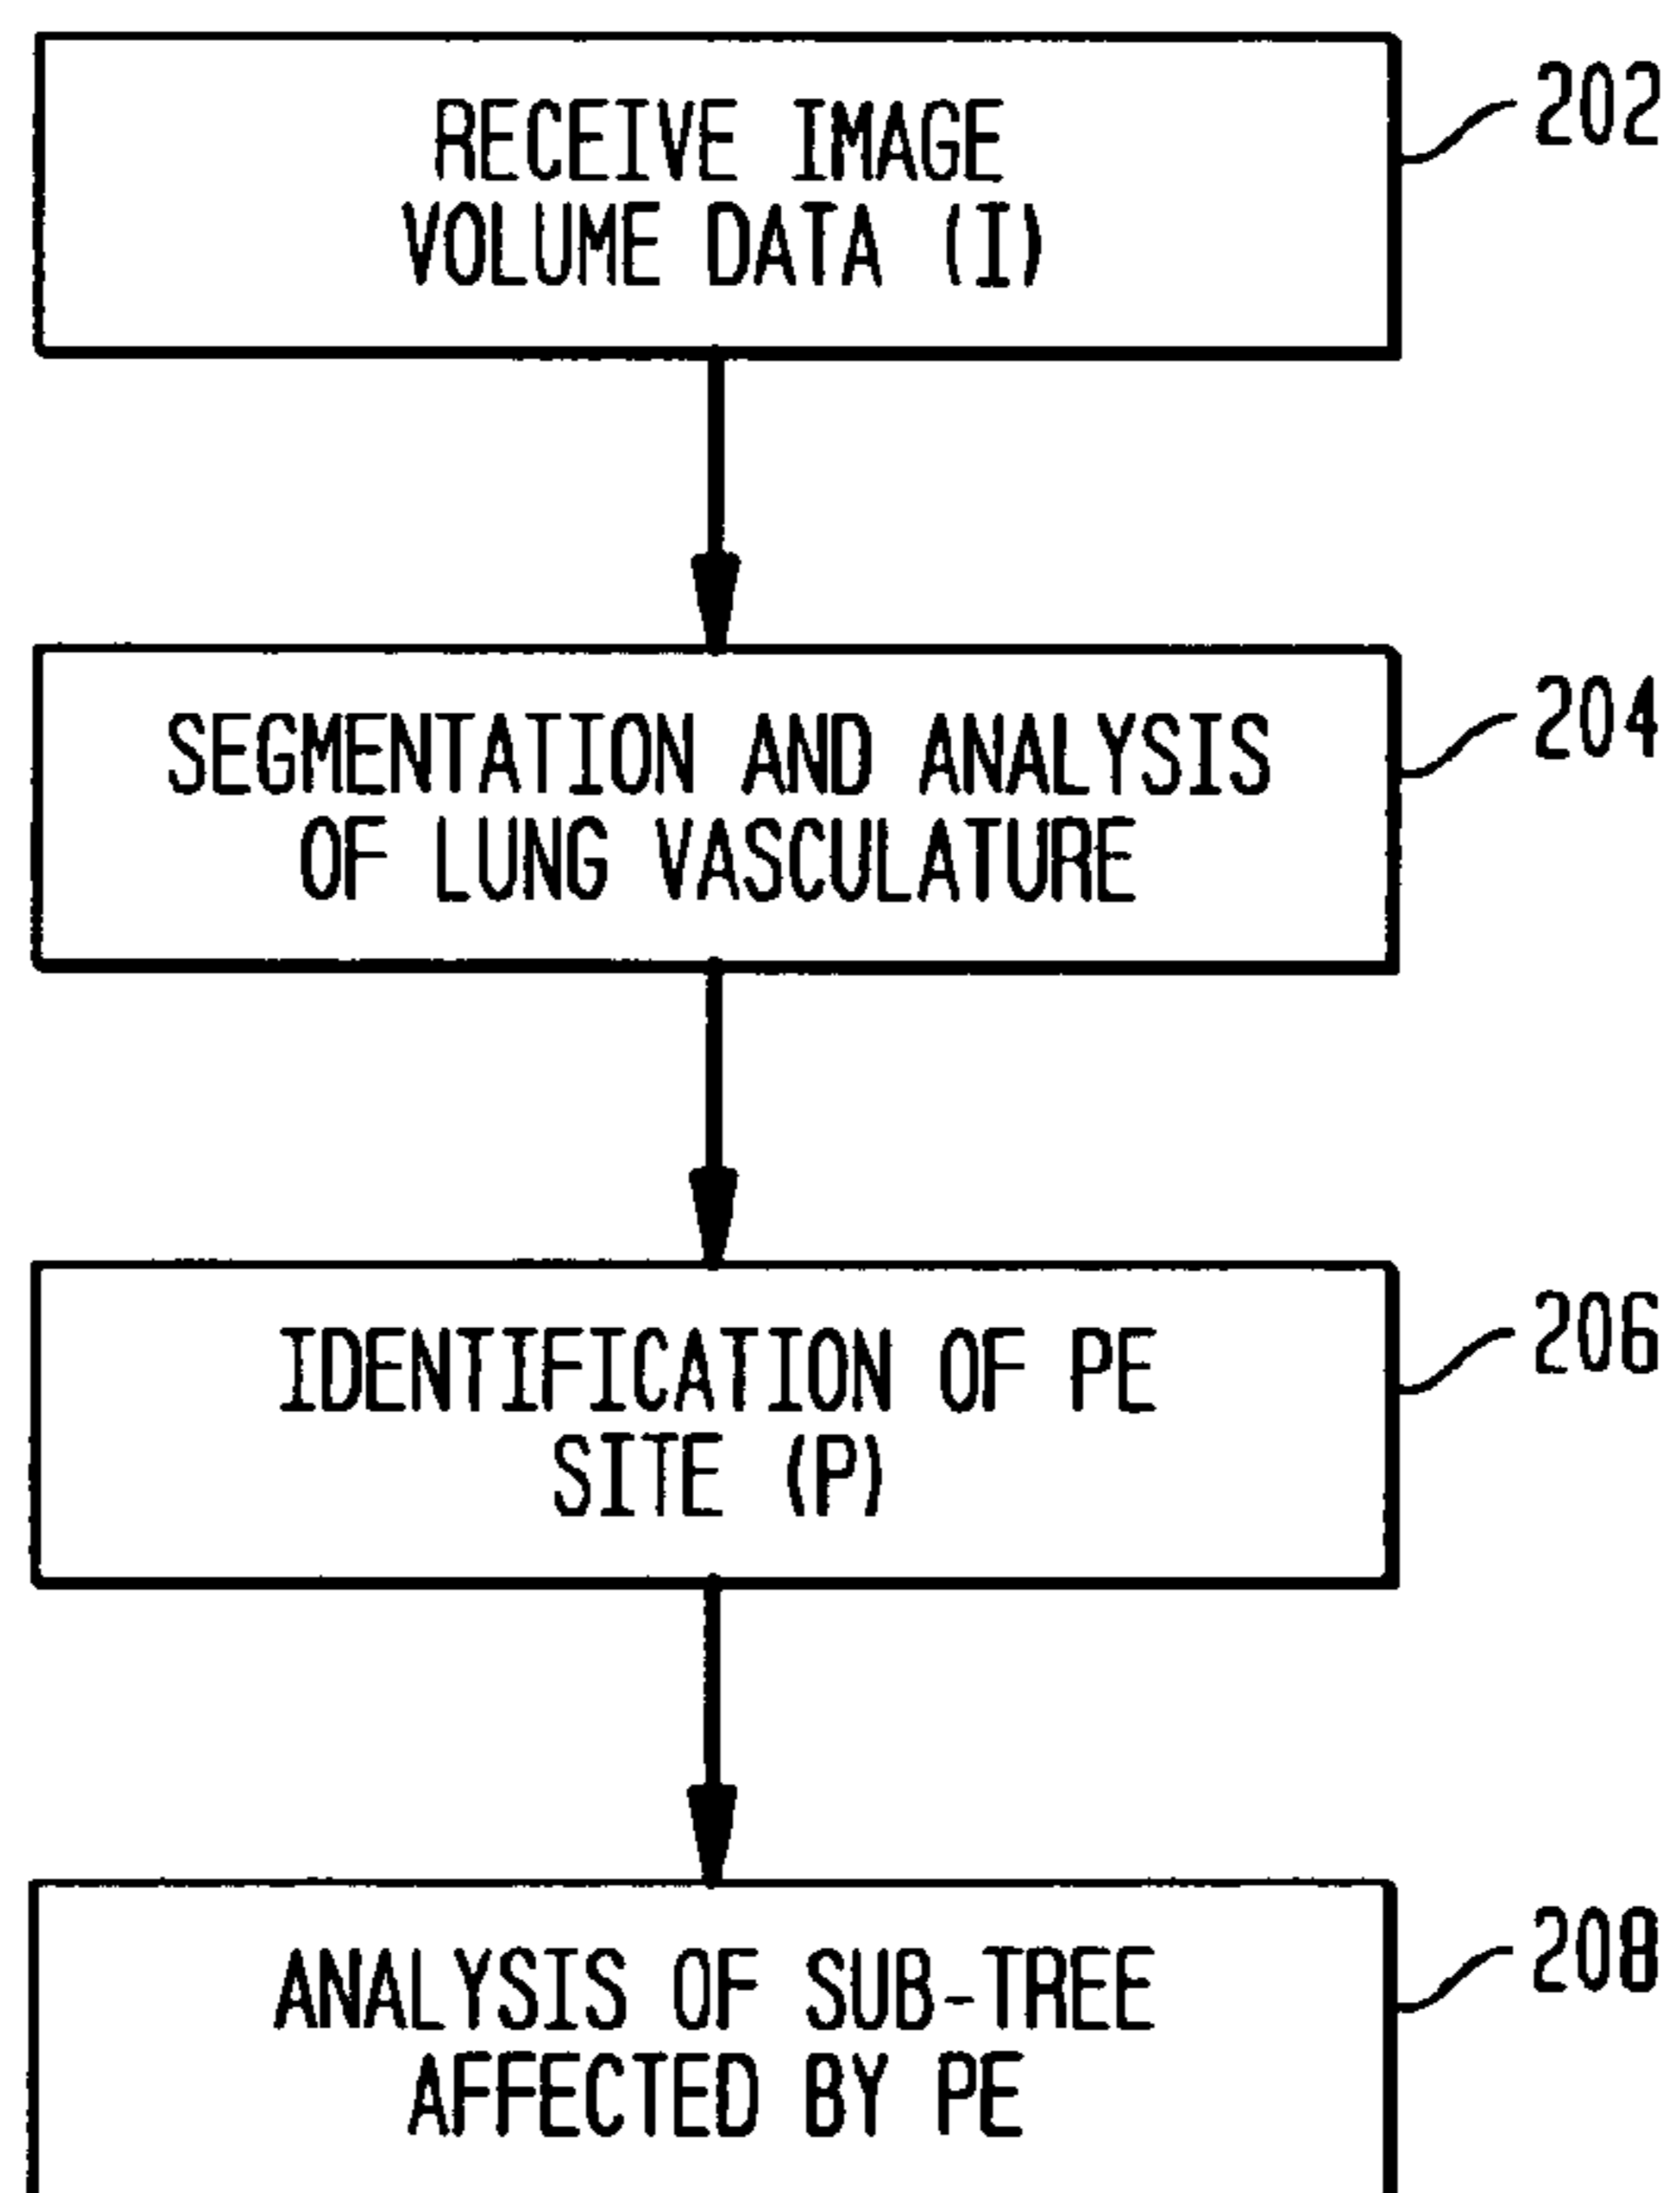 RECEIVE IMAGE
VOLUME DATA (I)
202
SEGMENTATION AND ANALYSIS
OF LUNG VASCULATURE
204
IDENTIFICATION OF PE
SITE (P)
206
ANALYSIS OF SUB-TREE
AFFECTED BY PE
208